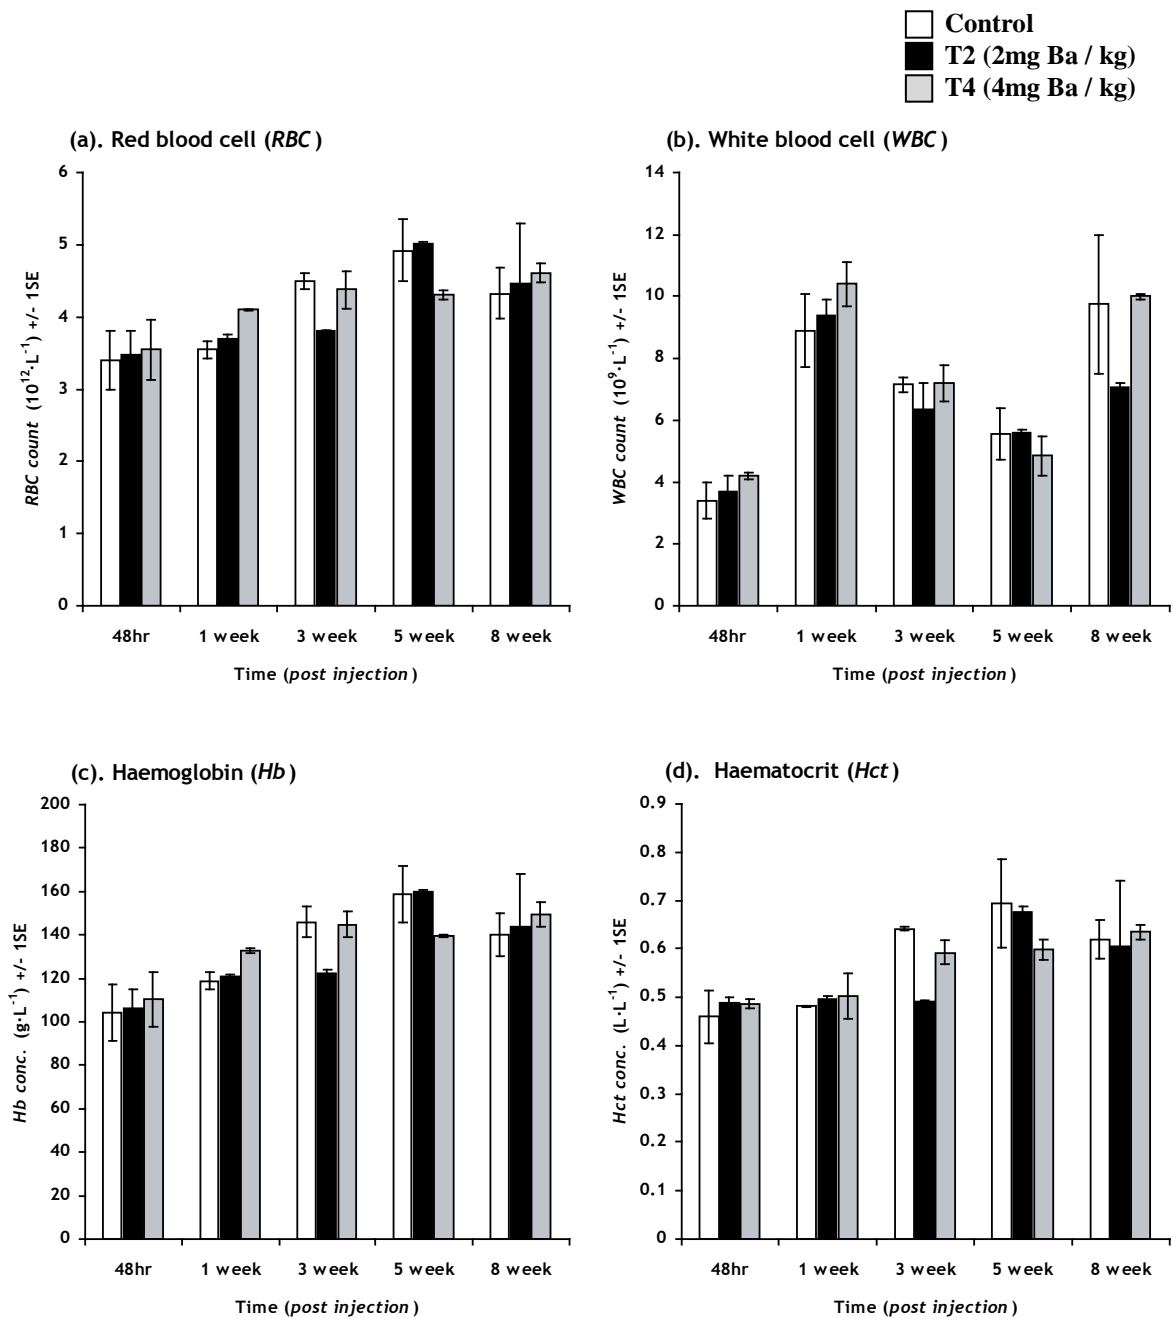 Control
T2 (2mg Ba / kg)
T4 (4mg Ba / kg)
(a). Red blood cell (RBC)
6
5
4
3
2
1
0
RBC count (10¹²·L⁻¹) +/- 1SE
48hr 1 week 3 week 5 week 8 week
Time (post injection)
(b). White blood cell (WBC)
14
12
10
8
6
4
2
0
WBC count (10⁹·L⁻¹) +/- 1SE
48hr 1 week 3 week 5 week 8 week
Time (post injection)
(c). Haemoglobin (Hb)
200
180
160
140
120
100
80
60
40
20
0
Hb conc. (g·L⁻¹) +/- 1SE
48hr 1 week 3 week 5 week 8 week
Time (post injection)
(d). Haematocrit (Hct)
0.9
0.8
0.7
0.6
0.5
0.4
0.3
0.2
0.1
0
Hct conc. (L·L⁻¹) +/- 1SE
48hr 1 week 3 week 5 week 8 week
Time (post injection)